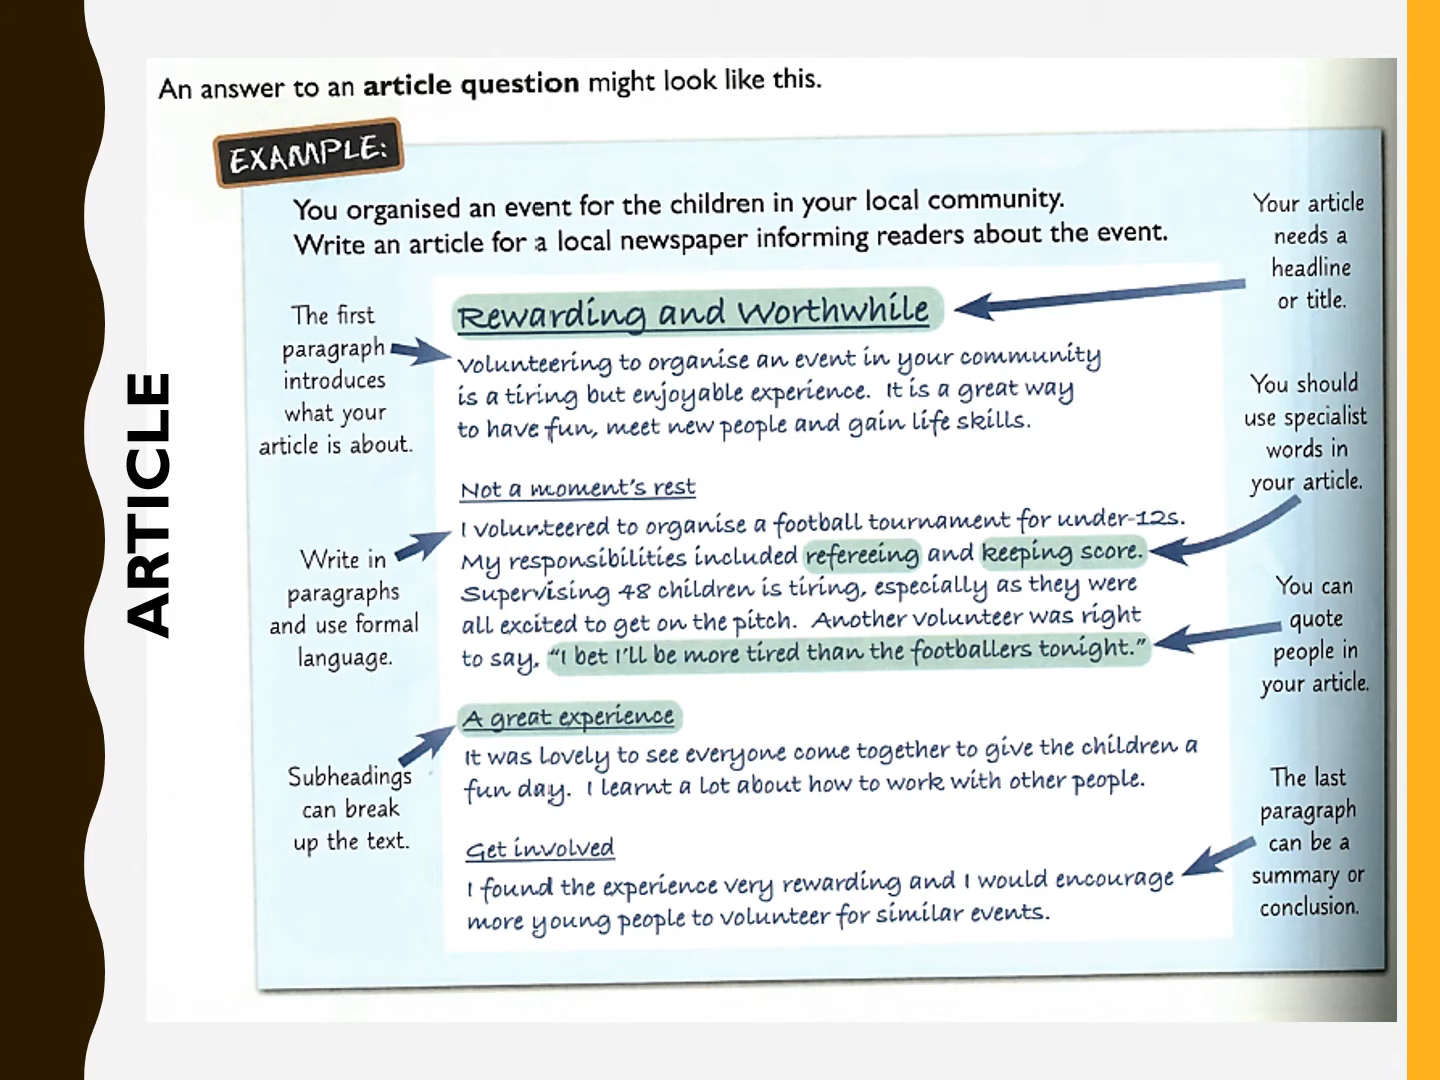 ARTICLE
An answer to an article question might look like this.
EXAMPLE:
You organised an event for the children in your local community.
Write an article for a local newspaper informing readers about the event.
Your article
needs a
headline
or title.
Rewarding and Worthwhile
The first
paragraph
introduces
what your
article is about.
Volunteering to organise an event in your community
is a tiring but enjoyable experience. It is a great way
to have fun, meet new people and gain life skills.
You should
use specialist
words in
your article.
Not a moment's rest
Write in
paragraphs
and use formal
language.
I volunteered to organise a football tournament for under-12s.
My responsibilities included refereeing and keeping score.
Supervising 48 children is tiring, especially as they were
all excited to get on the pitch. Another volunteer was right
to say, "I bet I'll be more tired than the footballers tonight."
You can
quote
people in
your article.
A great experience
Subheadings
can break
up the text.
It was lovely to see everyone come together to give the children a
fun day. I learnt a lot about how to work with other people.
Get involved
I found the experience very rewarding and I would encourage
more young people to volunteer for similar events.
The last
paragraph
can be a
summary or
conclusion.